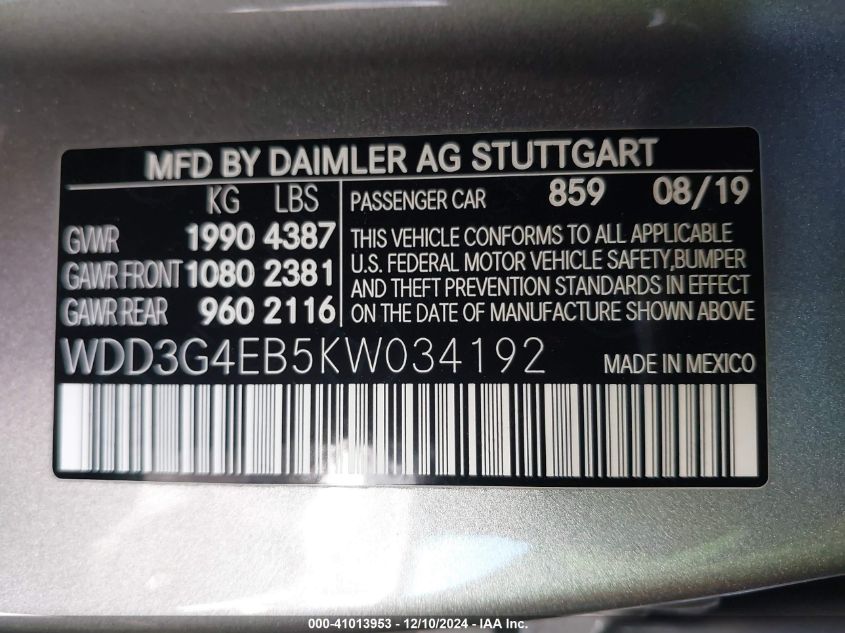 MFD BY DAIMLER AG STUTTGART
KG LBS
GVWR 1990 4387
GAWR FRONT 1080 2381
GAWR REAR 960 2116
PASSENGER CAR 859 08/19
THIS VEHICLE CONFORMS TO ALL APPLICABLE
U.S. FEDERAL MOTOR VEHICLE SAFETY,BUMPER
AND THEFT PREVENTION STANDARDS IN EFFECT
ON THE DATE OF MANUFACTURE SHOWN ABOVE
WDD3G4EB5KW034192 MADE IN MEXICO
000-41013953 - 12/10/2024 - IAA Inc.